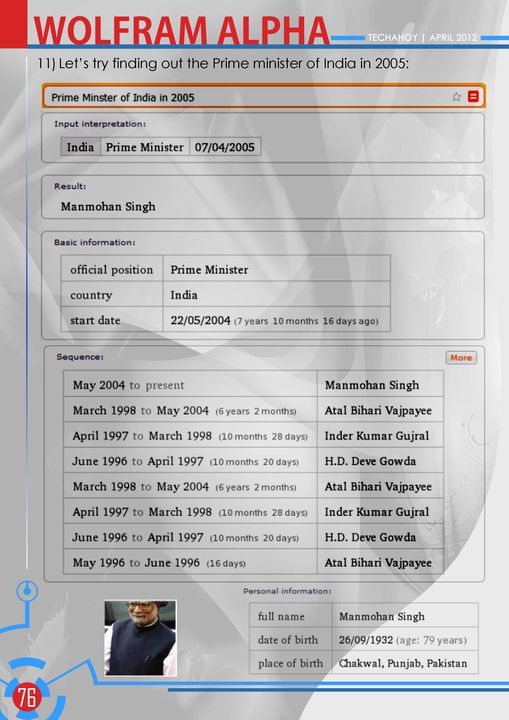 WOLFRAM ALPHA
TECHAHOY | APRIL 2012
11) Let's try finding out the Prime minister of India in 2005:
Prime Minster of India in 2005
Input interpretation:
India Prime Minister 07/04/2005
Result:
Manmohan Singh
Basic information:
official position Prime Minister
country India
start date 22/05/2004 (7 years 10 months 16 days ago)
Sequence:
More
May 2004 to present Manmohan Singh
March 1998 to May 2004 (6 years 2 months) Atal Bihari Vajpayee
April 1997 to March 1998 (10 months 28 days) Inder Kumar Gujral
June 1996 to April 1997 (10 months 20 days) H.D. Deve Gowda
March 1998 to May 2004 (6 years 2 months) Atal Bihari Vajpayee
April 1997 to March 1998 (10 months 28 days) Inder Kumar Gujral
June 1996 to April 1997 (10 months 20 days) H.D. Deve Gowda
May 1996 to June 1996 (16 days) Atal Bihari Vajpayee
Personal information:
full name Manmohan Singh
date of birth 26/09/1932 (age: 79 years)
place of birth Chakwal, Punjab, Pakistan
76